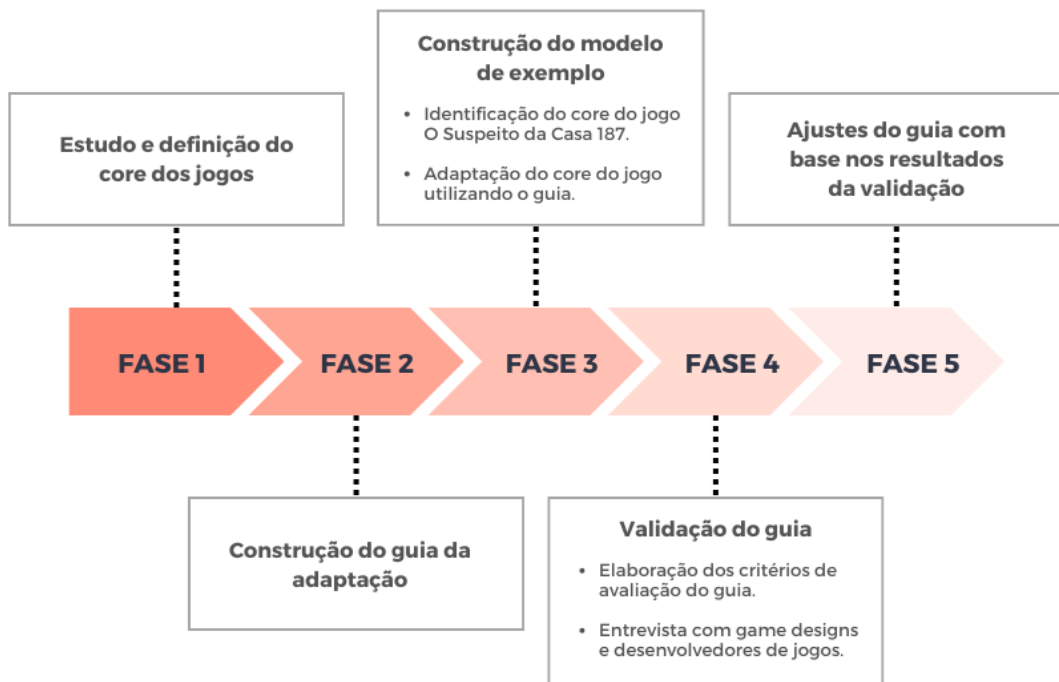 Construção do modelo
de exemplo
• Identificação do core do jogo
O Suspeito da Casa 187.
• Adaptação do core do jogo
utilizando o guia.
Estudo e definição do
core dos jogos
Ajustes do guia com
base nos resultados
da validação
FASE 1
FASE 2
FASE 3
FASE 4
FASE 5
Construção do guia da
adaptação
Validação do guia
• Elaboração dos critérios de
avaliação do guia.
• Entrevista com game designs
e desenvolvedores de jogos.